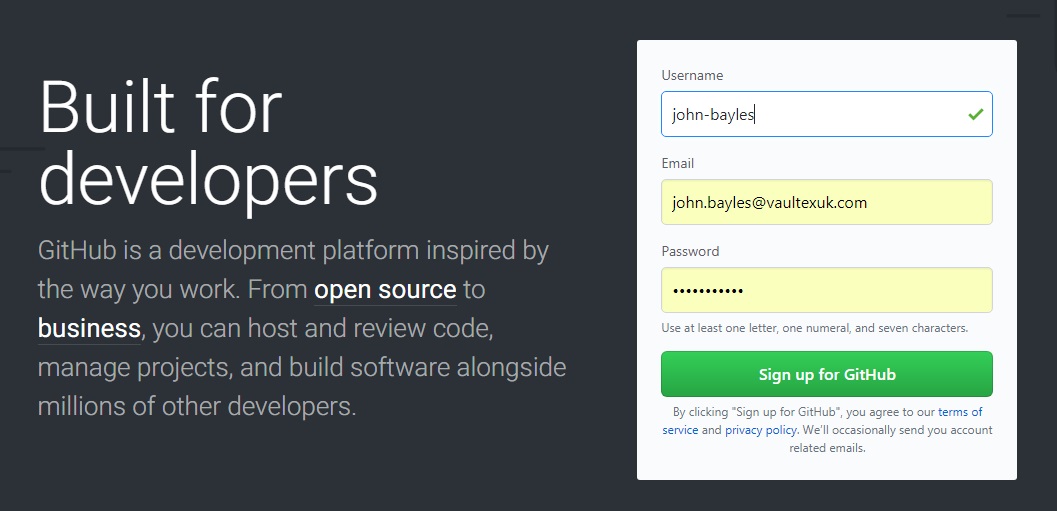 Built for
developers
GitHub is a development platform inspired by
the way you work. From open source to
business, you can host and review code,
manage projects, and build software alongside
millions of other developers.
Username
john-bayles
Email
john.bayles@vaultexuk.com
Password
•••••••••••
Use at least one letter, one numeral, and seven characters.
Sign up for GitHub
By clicking "Sign up for GitHub", you agree to our terms of
service and privacy policy. We'll occasionally send you account
related emails.